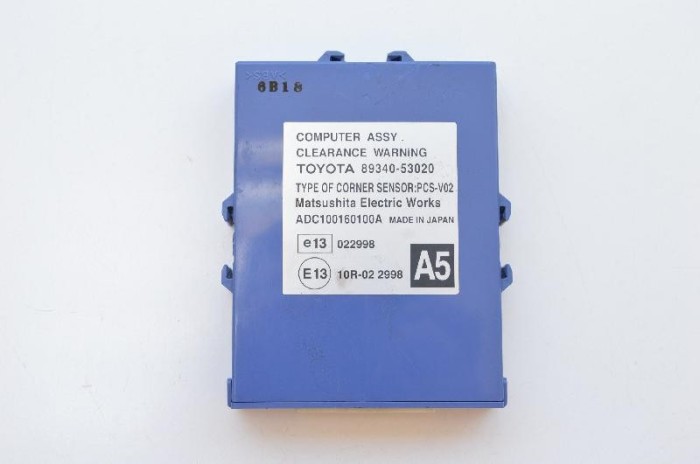 >ABS<
6B18
COMPUTER ASSY.
CLEARANCE WARNING
TOYOTA 89340-53020
TYPE OF CORNER SENSOR:PCS-V02
Matsushita Electric Works
ADC100160100A MADE IN JAPAN
e13 022998
E13 10R-02 2998
A5